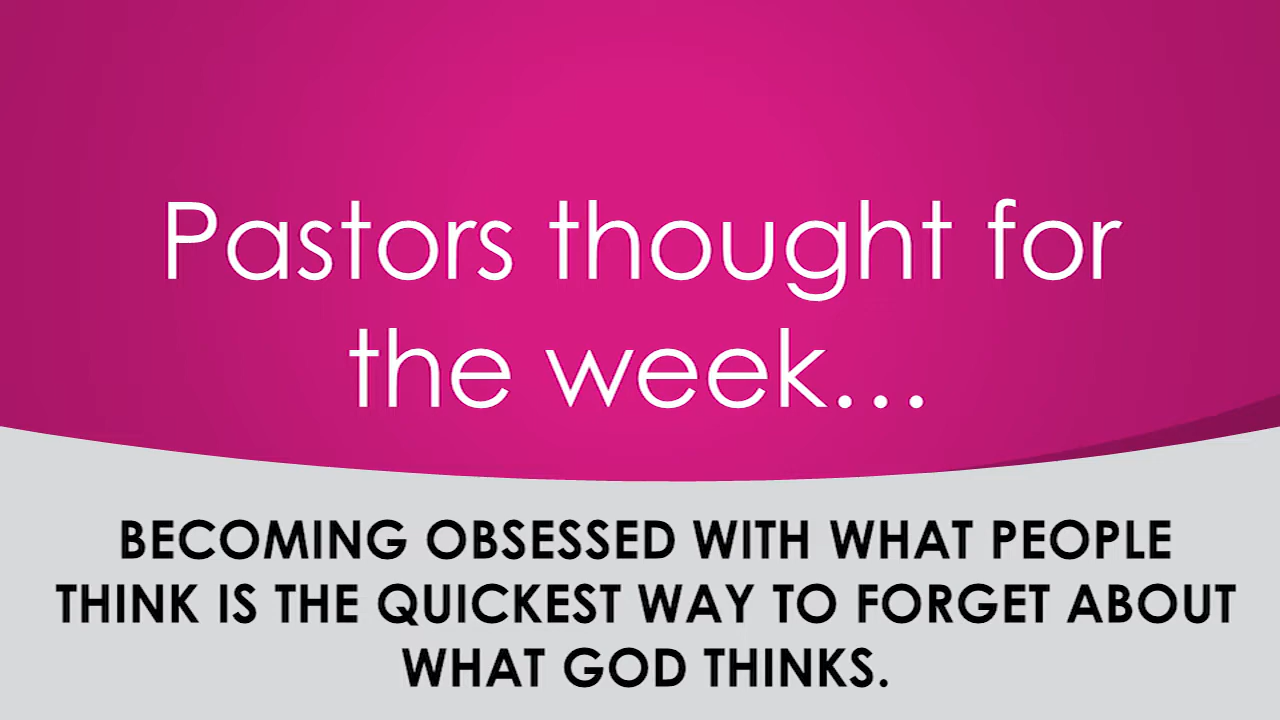 Pastors thought for
the week...
BECOMING OBSESSED WITH WHAT PEOPLE
THINK IS THE QUICKEST WAY TO FORGET ABOUT
WHAT GOD THINKS.